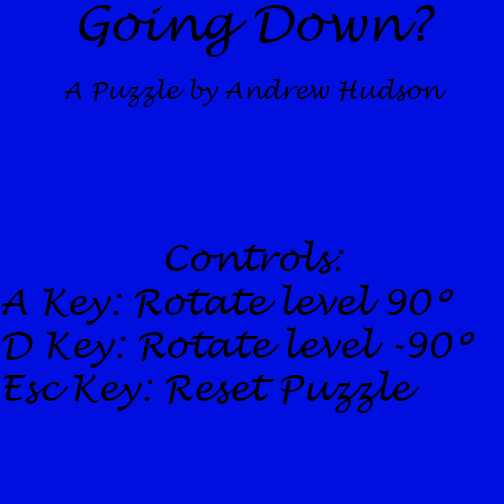 Going Down?
A Puzzle by Andrew Hudson
Controls:
A Key: Rotate level 90°
D Key: Rotate level -90°
Esc Key: Reset Puzzle